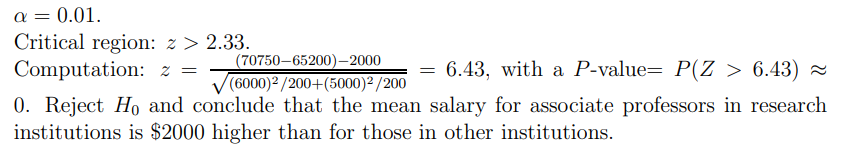 α = 0.01.
Critical region: z > 2.33.
Computation: z = (70750−65200)−2000 / √(6000)²/200+(5000)²/200 = 6.43, with a P-value= P(Z > 6.43) ≈
0. Reject H₀ and conclude that the mean salary for associate professors in research
institutions is $2000 higher than for those in other institutions.